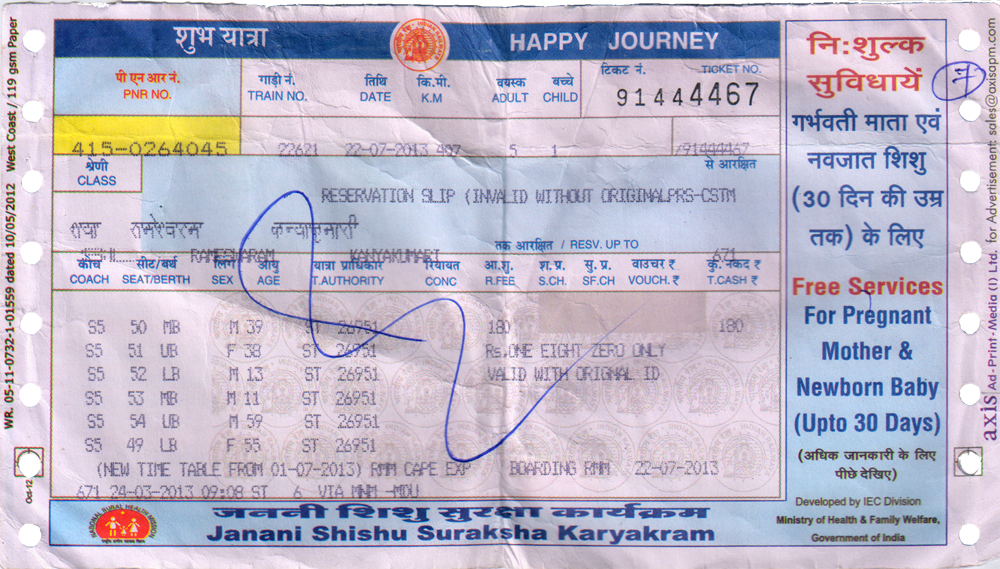 WR. 05-11-0732-1-01559 dated 10/05/2012 West Coast / 119 gsm Paper
Oct-12
शुभ यात्रा
HAPPY JOURNEY
पी एन आर नं. गाड़ी नं. तिथि कि.मी. वयस्क बच्चे टिकट नं. TICKET NO.
PNR NO. TRAIN NO. DATE K.M ADULT CHILD 91444467
415-0264045 22621 22-07-2013 407 5 1 /91444467
श्रेणी से आरक्षित
CLASS
RESERVATION SLIP (INVALID WITHOUT ORIGINALPRS-CSTM
कन्याकुमारी
तक आरक्षित / RESV. UP TO
RAMESHARAM KANYAKUMARI 671
कोच सीट/बर्थ लिंग आयु यात्रा प्राधिकार रियायत आ.शु. श.प्र. सु.प्र. वाउचर ₹ कु. नकद ₹
COACH SEAT/BERTH SEX AGE T.AUTHORITY CONC R.FEE S.CH. SF.CH VOUCH. ₹ T.CASH ₹
S5 50 MB M 39 ST 26951 180 180
S5 51 UB F 38 ST 26951 Rs.ONE EIGHT ZERO ONLY
S5 52 LB M 13 ST 26951 VALID WITH ORIGNAL ID
S5 53 MB M 11 ST 26951
S5 54 UB M 59 ST 26951
S5 49 LB F 55 ST 26951
(NEW TIME TABLE FROM 01-07-2013) RMM CAPE EXP BOARDING RMM 22-07-2013
671 24-03-2013 09:08 ST 6 VIA MNM -MDU
जननी शिशु सुरक्षा कार्यक्रम
Janani Shishu Suraksha Karyakram
NATIONAL RURAL HEALTH MISSION
नि:शुल्क
सुविधायें
गर्भवती माता एवं
नवजात शिशु
(30 दिन की उम्र
तक) के लिए
Free Services
For Pregnant
Mother &
Newborn Baby
(Upto 30 Days)
(अधिक जानकारी के लिए
पीछे देखिए)
Developed by IEC Division
Ministry of Health & Family Welfare,
Government of India
axis Ad-Print-Media (I) Ltd. for Advertisement sales@axisopm.com